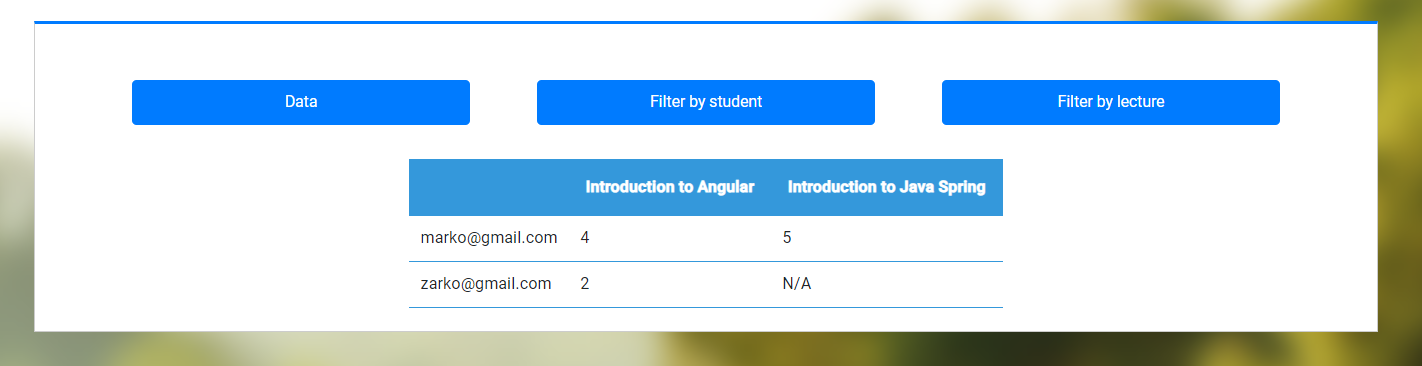 Data Filter by student Filter by lecture
Introduction to Angular Introduction to Java Spring
marko@gmail.com 4 5
zarko@gmail.com 2 N/A